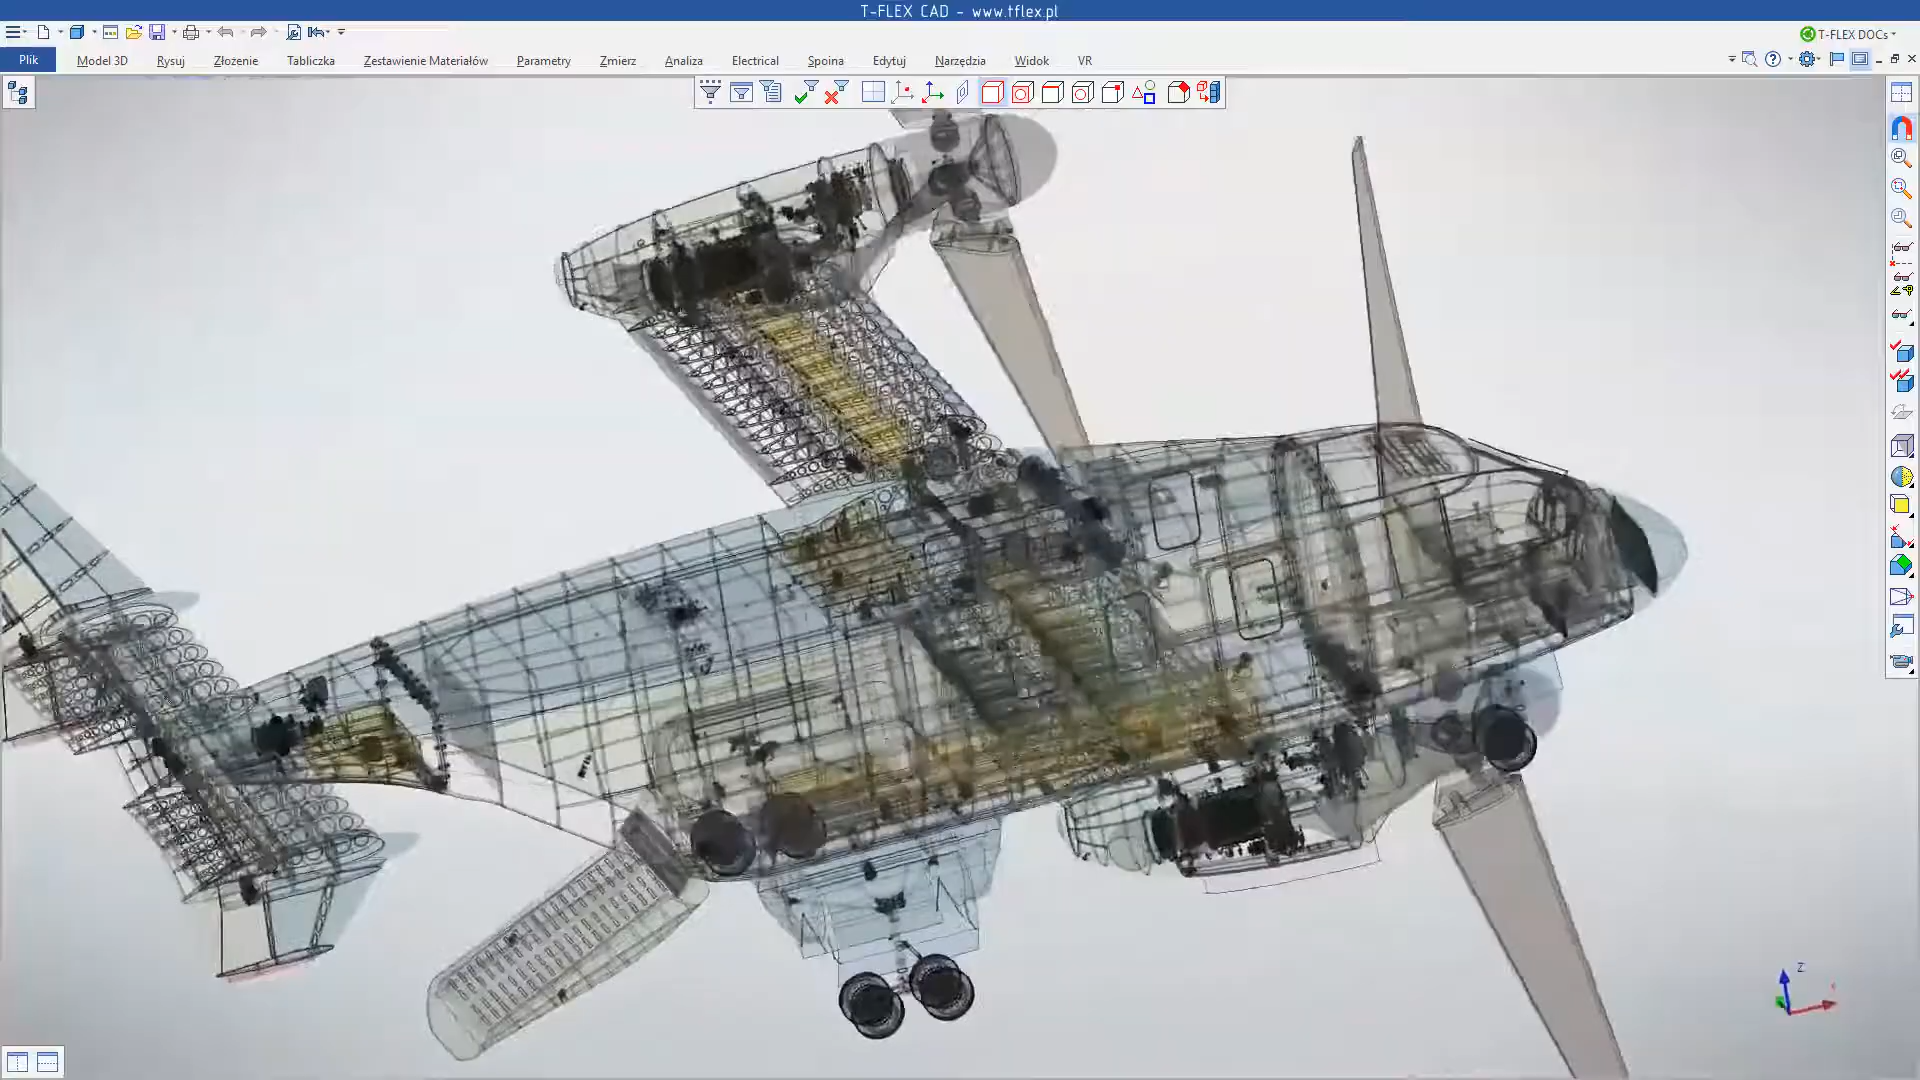 T-FLEX CAD - www.tflex.pl
T-FLEX DOCs
Plik Model 3D Rysuj Złożenie Tabliczka Zestawienie Materiałów Parametry Zmierz Analiza Electrical Spoina Edytuj Narzędzia Widok VR
Z